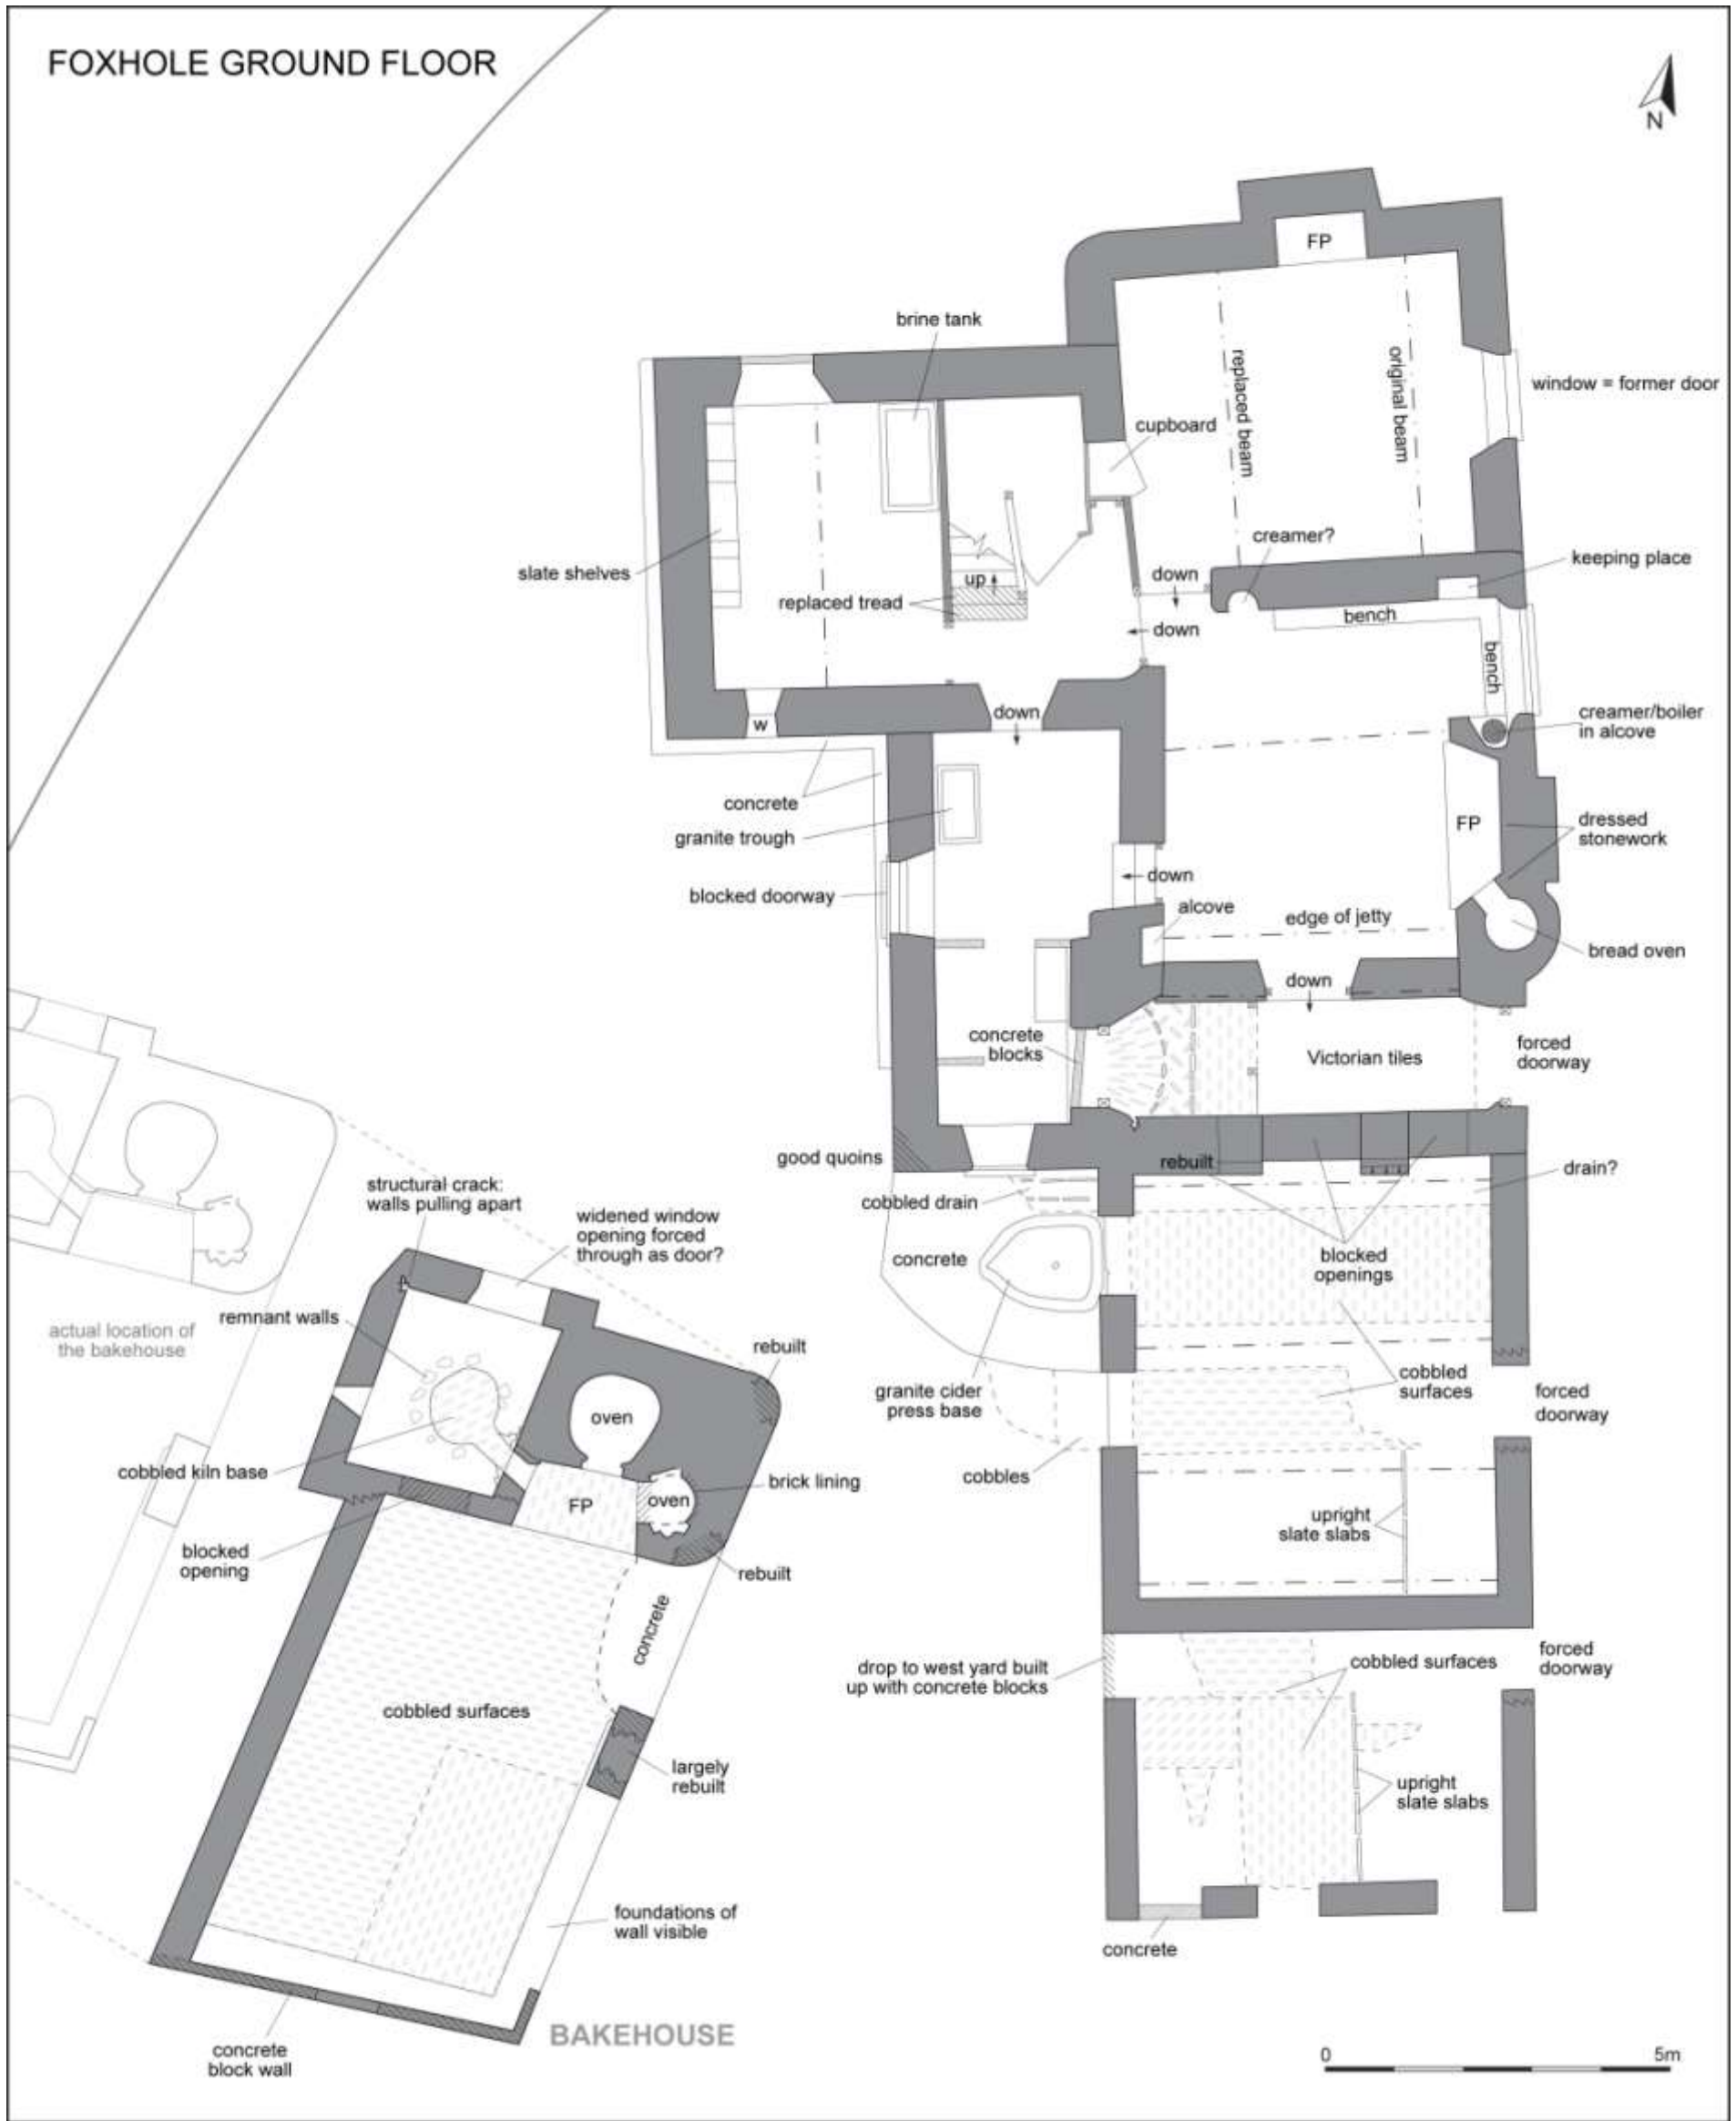 FOXHOLE GROUND FLOOR
N
FP
brine tank
replaced beam
original beam
window = former door
cupboard
creamer?
keeping place
slate shelves
up
down
replaced tread
down
bench
bench
w
down
creamer/boiler
in alcove
concrete
granite trough
FP
dressed
stonework
blocked doorway
down
alcove
edge of jetty
bread oven
down
concrete
blocks
Victorian tiles
forced
doorway
good quoins
rebuilt
drain?
structural crack:
walls pulling apart
cobbled drain
widened window
opening forced
through as door?
concrete
blocked
openings
actual location of
the bakehouse
remnant walls
rebuilt
granite cider
press base
cobbled
surfaces
forced
doorway
oven
cobbled kiln base
FP
oven
brick lining
cobbles
upright
slate slabs
blocked
opening
rebuilt
concrete
drop to west yard built
up with concrete blocks
cobbled surfaces
forced
doorway
cobbled surfaces
largely
rebuilt
upright
slate slabs
foundations of
wall visible
concrete
BAKEHOUSE
concrete
block wall
0
5m